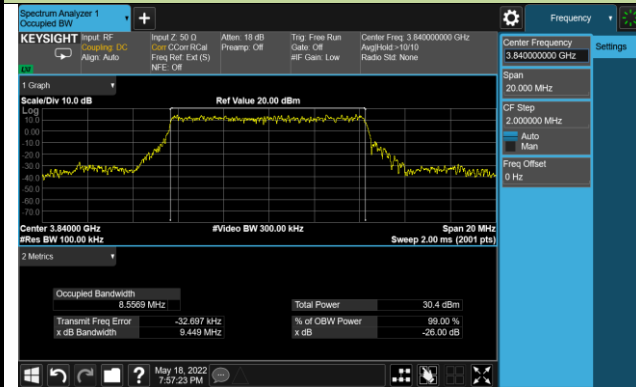 Spectrum Analyzer 1
Occupied BW
+
Frequency
KEYSIGHT
Input: RF
Coupling: DC
Align: Auto
Input Z: 50 Ω
Corr CCorr RCal
Freq Ref: Ext (S)
NFE: Off
Atten: 18 dB
Preamp: Off
Trig: Free Run
Gate: Off
#IF Gain: Low
Center Freq: 3.840000000 GHz
Avg|Hold:>10/10
Radio Std: None
Center Frequency
3.840000000 GHz
Settings
Span
20.000 MHz
CF Step
2.000000 MHz
Auto
Man
Freq Offset
0 Hz
1 Graph
Scale/Div 10.0 dB
Ref Value 20.00 dBm
Log
10.0
0.00
-10.0
-20.0
-30.0
-40.0
-50.0
-60.0
-70.0
Center 3.84000 GHz
#Video BW 300.00 kHz
Span 20 MHz
#Res BW 100.00 kHz
Sweep 2.00 ms (2001 pts)
2 Metrics
Occupied Bandwidth
8.5569 MHz
Total Power
30.4 dBm
Transmit Freq Error
-32.697 kHz
% of OBW Power
99.00 %
x dB Bandwidth
9.449 MHz
x dB
-26.00 dB
?
May 18, 2022
7:57:23 PM